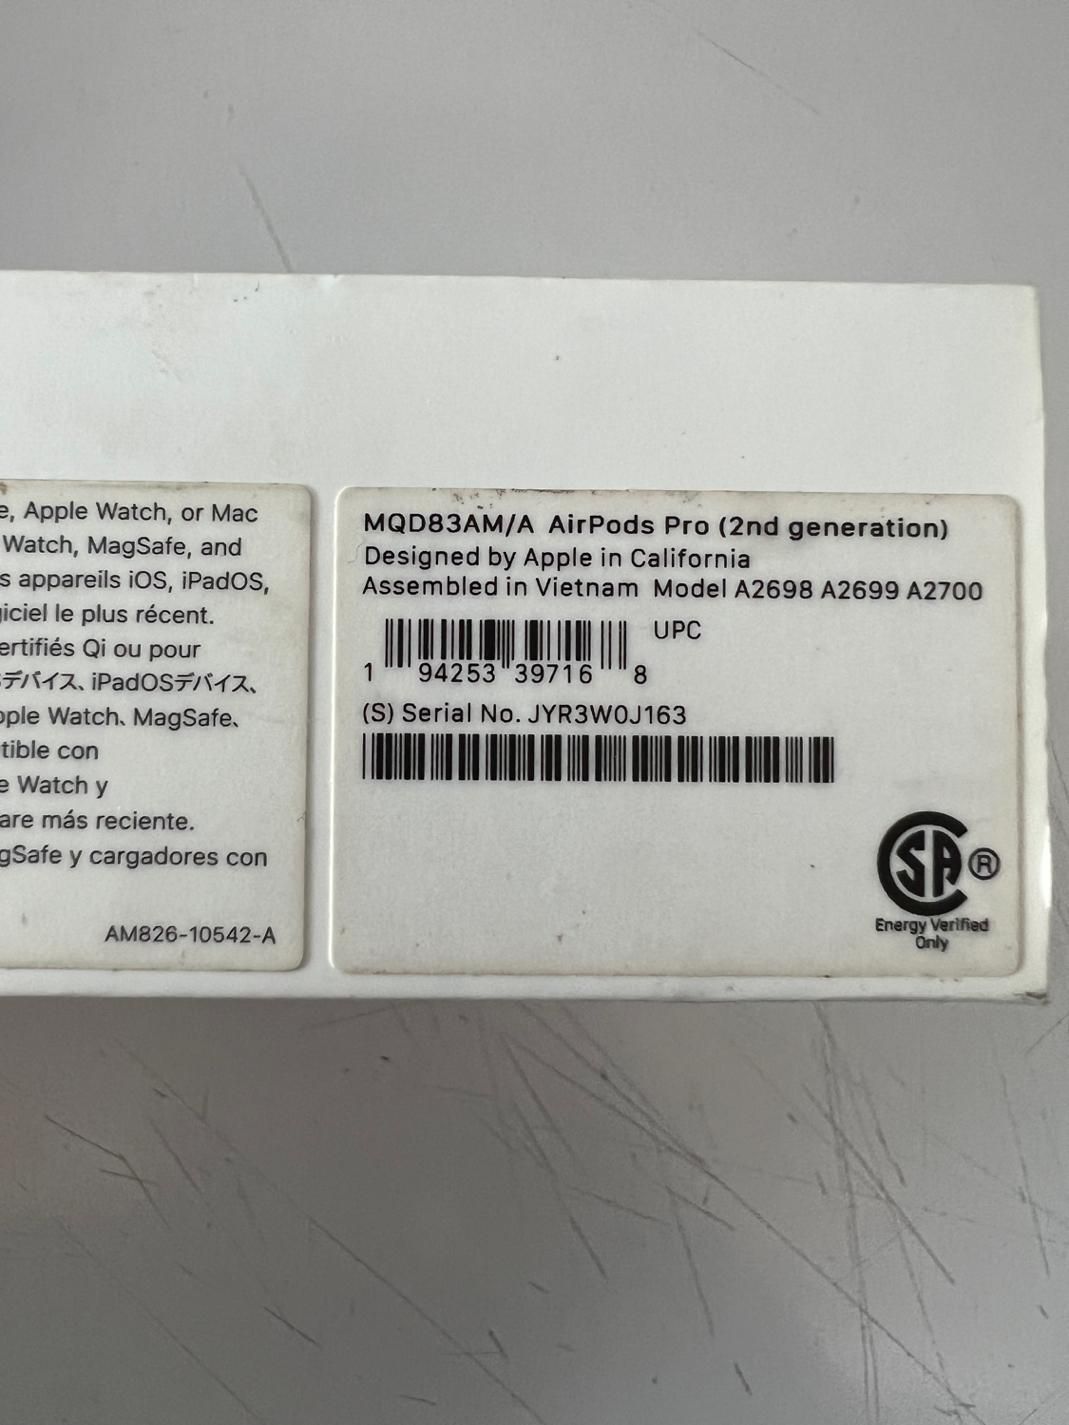 e, Apple Watch, or Mac
Watch, MagSafe, and
s appareils iOS, iPadOS,
giciel le plus récent.
ertifiés Qi ou pour
Sデバイス、iPadOSデバイス、
pple Watch、MagSafe、
tible con
e Watch y
are más reciente.
gSafe y cargadores con
AM826-10542-A
MQD83AM/A AirPods Pro (2nd generation)
Designed by Apple in California
Assembled in Vietnam Model A2698 A2699 A2700
UPC
1 94253 39716 8
(S) Serial No. JYR3W0J163
SA ®
Energy Verified
Only